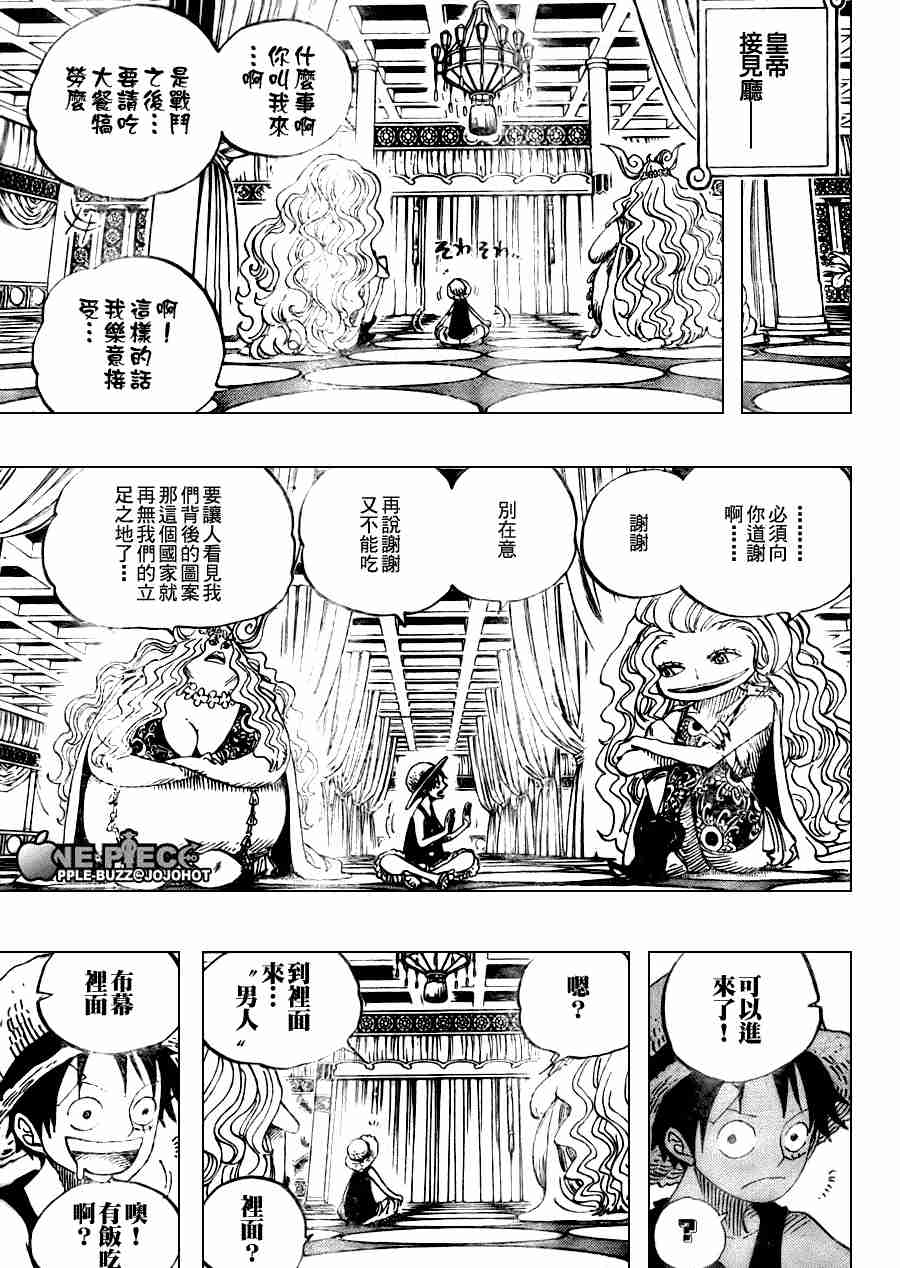 皇帝
接見廳——
什麼事啊
你叫我來
…啊
是戰鬥
之後…
要請吃
大餐犒
勞麼
そわそわ..
啊！
這樣的話
我樂意接
受…
………
必須向
你道謝
啊……
謝謝
別在意
再說謝謝
又不能吃
要讓人看見我
們背後的圖案
那這個國家就
再無我們的立
足之地了…
ONE PIECE
PPLE-BUZZ@JOJOHOT
可以進
來了！
？
嗯？
到裡面
來…
〝男人〞
裡面？
布幕
裡面
噢！
有飯吃
啊？